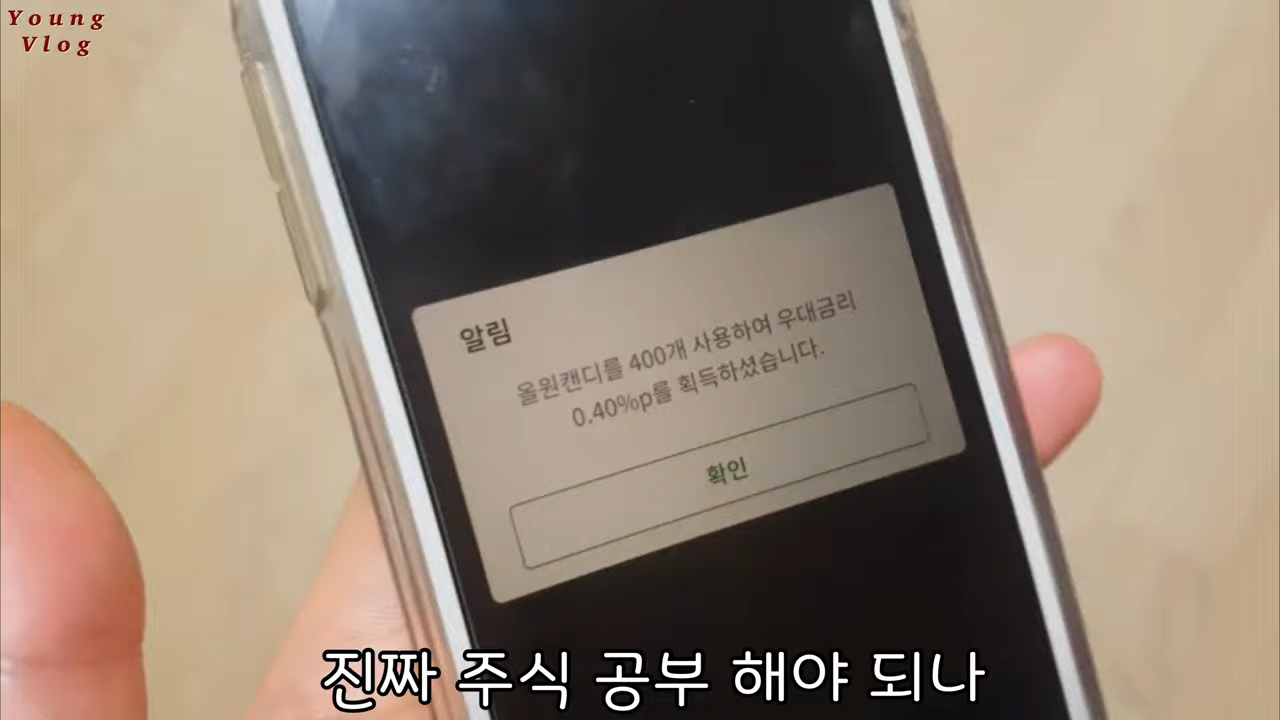 Young
Vlog
알림
올원캔디를 400개 사용하여 우대금리
0.40%p를 획득하셨습니다.
확인
진짜 주식 공부 해야 되나